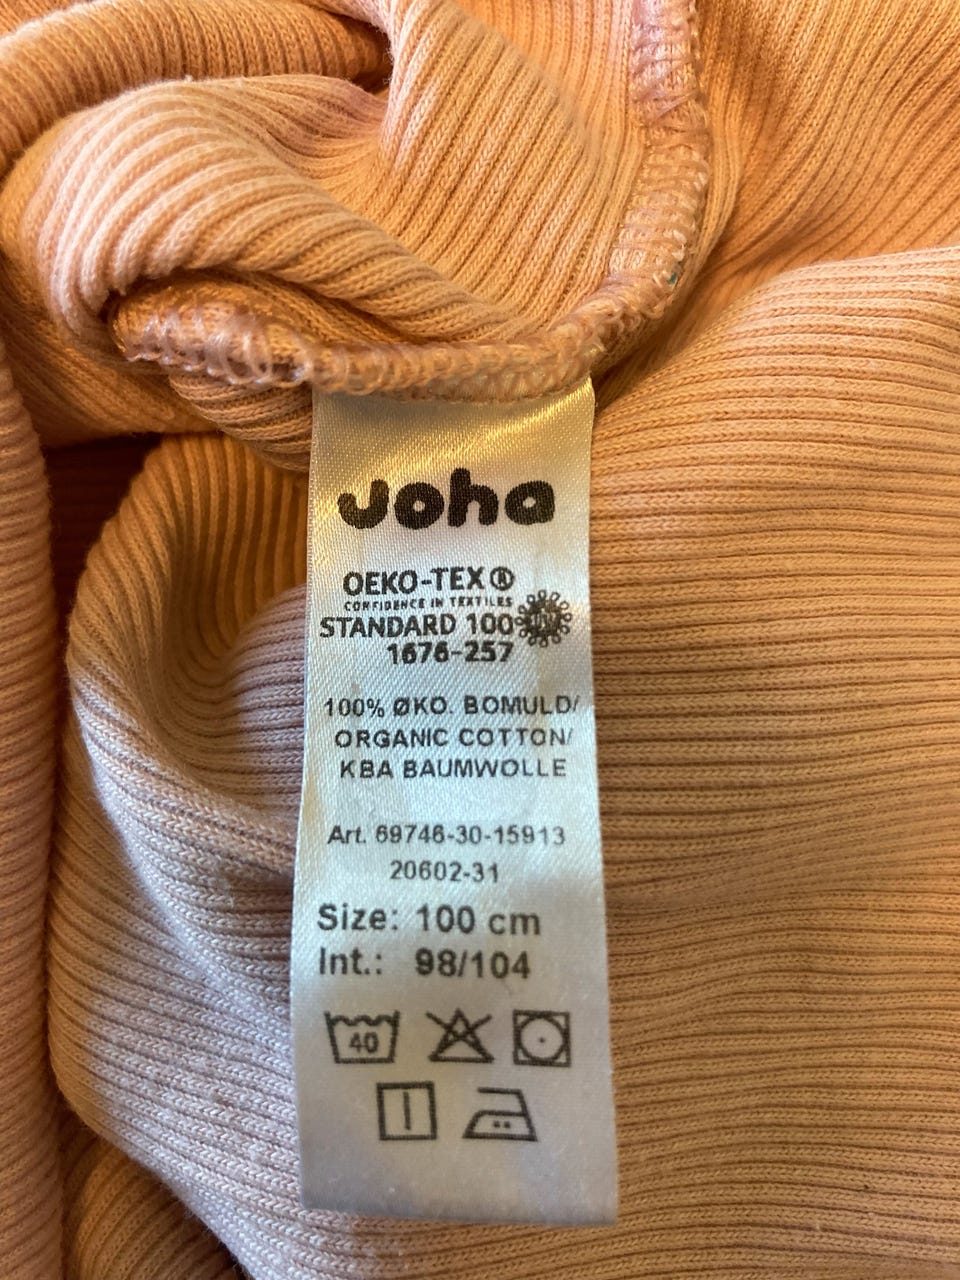 Joha
OEKO-TEX®
CONFIDENCE IN TEXTILES
STANDARD 100
1676-257
100% ØKO. BOMULD/
ORGANIC COTTON/
KBA BAUMWOLLE
Art. 69746-30-15913
20602-31
Size: 100 cm
Int.: 98/104
40